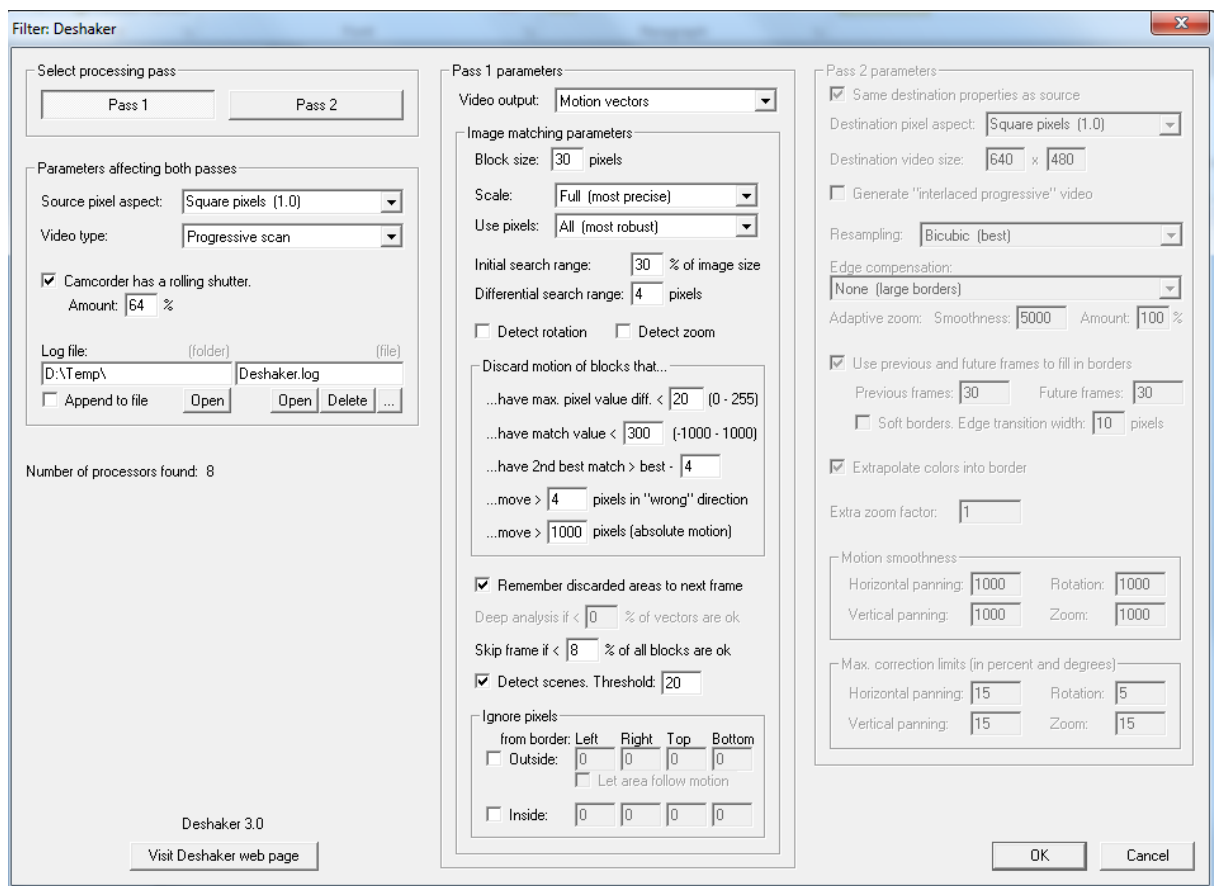 Filter: Deshaker
Select processing pass
Pass 1 Pass 2
Parameters affecting both passes
Source pixel aspect: Square pixels (1.0)
Video type: Progressive scan
Camcorder has a rolling shutter.
Amount: 64 %
Log file: (folder) (file)
D:\Temp\ Deshaker.log
Append to file Open Open Delete ...
Number of processors found: 8
Deshaker 3.0
Visit Deshaker web page
Pass 1 parameters
Video output: Motion vectors
Image matching parameters
Block size: 30 pixels
Scale: Full (most precise)
Use pixels: All (most robust)
Initial search range: 30 % of image size
Differential search range: 4 pixels
Detect rotation Detect zoom
Discard motion of blocks that...
...have max. pixel value diff. < 20 (0 - 255)
...have match value < 300 (-1000 - 1000)
...have 2nd best match > best - 4
...move > 4 pixels in "wrong" direction
...move > 1000 pixels (absolute motion)
Remember discarded areas to next frame
Deep analysis if < 0 % of vectors are ok
Skip frame if < 8 % of all blocks are ok
Detect scenes. Threshold: 20
Ignore pixels
from border: Left Right Top Bottom
Outside: 0 0 0 0
Let area follow motion
Inside: 0 0 0 0
Pass 2 parameters
Same destination properties as source
Destination pixel aspect: Square pixels (1.0)
Destination video size: 640 x 480
Generate "interlaced progressive" video
Resampling: Bicubic (best)
Edge compensation:
None (large borders)
Adaptive zoom: Smoothness: 5000 Amount: 100 %
Use previous and future frames to fill in borders
Previous frames: 30 Future frames: 30
Soft borders. Edge transition width: 10 pixels
Extrapolate colors into border
Extra zoom factor: 1
Motion smoothness
Horizontal panning: 1000 Rotation: 1000
Vertical panning: 1000 Zoom: 1000
Max. correction limits (in percent and degrees)
Horizontal panning: 15 Rotation: 5
Vertical panning: 15 Zoom: 15
OK Cancel